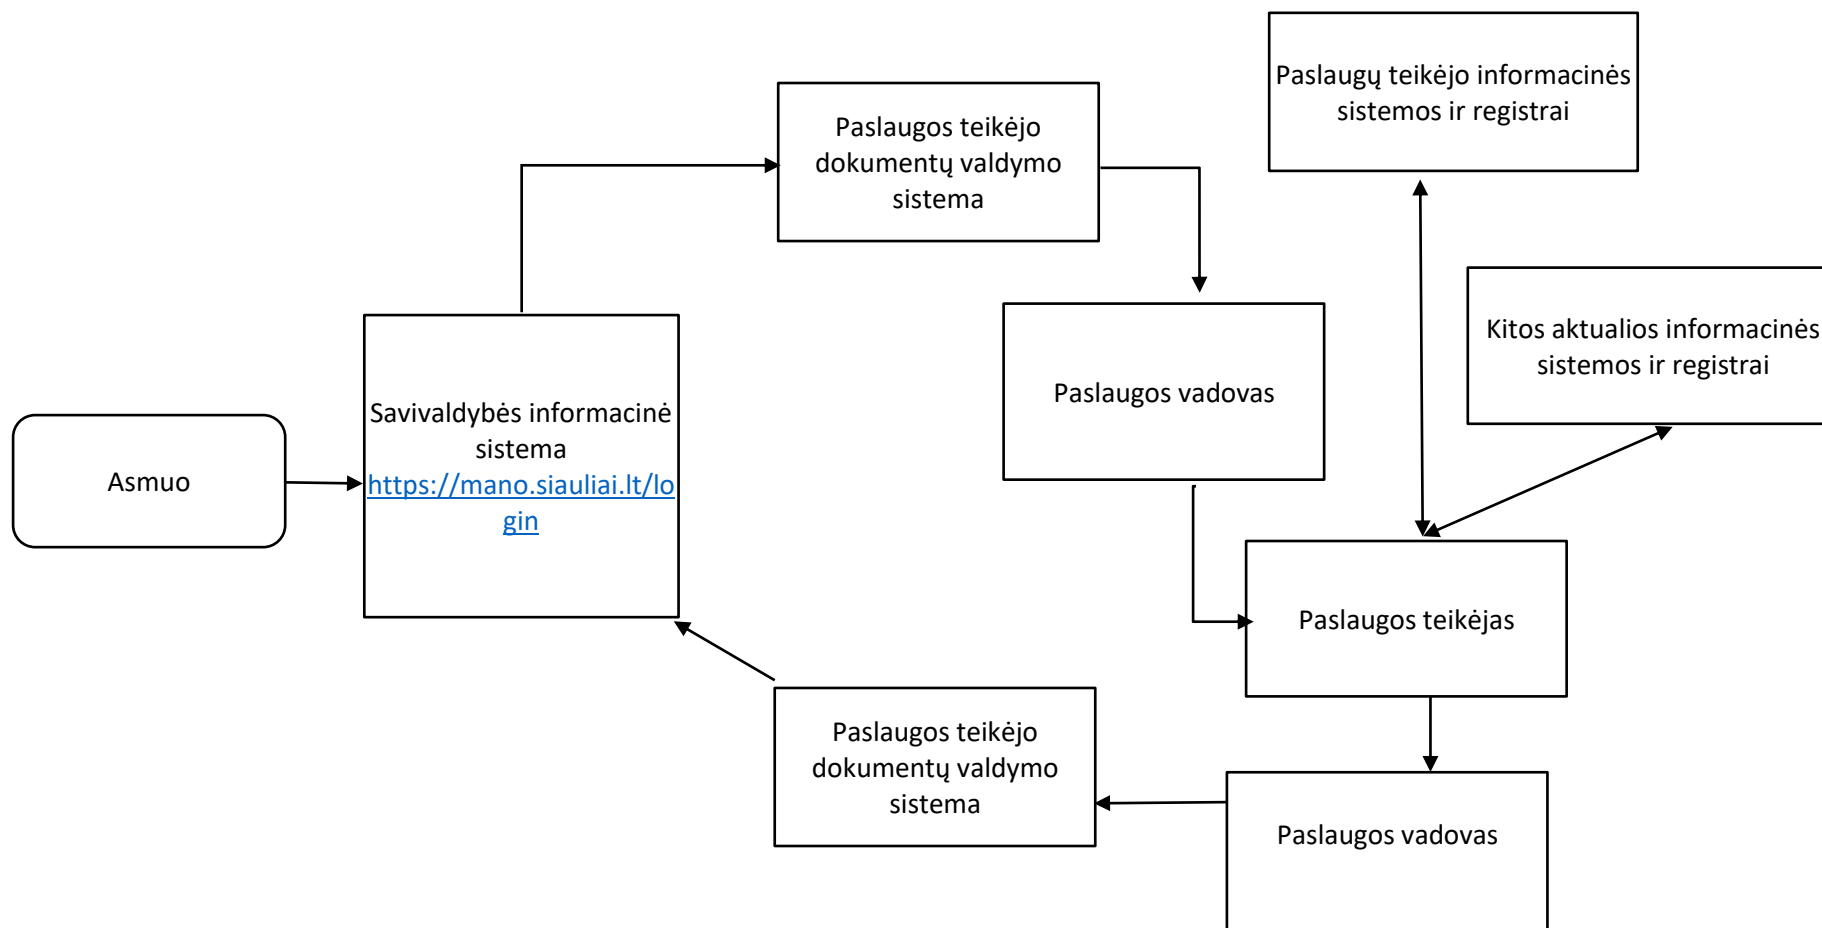 Paslaugų teikėjo informacinės
sistemos ir registrai
Paslaugos teikėjo
dokumentų valdymo
sistema
Kitos aktualios informacinės
sistemos ir registrai
Paslaugos vadovas
Savivaldybės informacinė
sistema
https://mano.siauliai.lt/lo
gin
Asmuo
Paslaugos teikėjas
Paslaugos teikėjo
dokumentų valdymo
sistema
Paslaugos vadovas